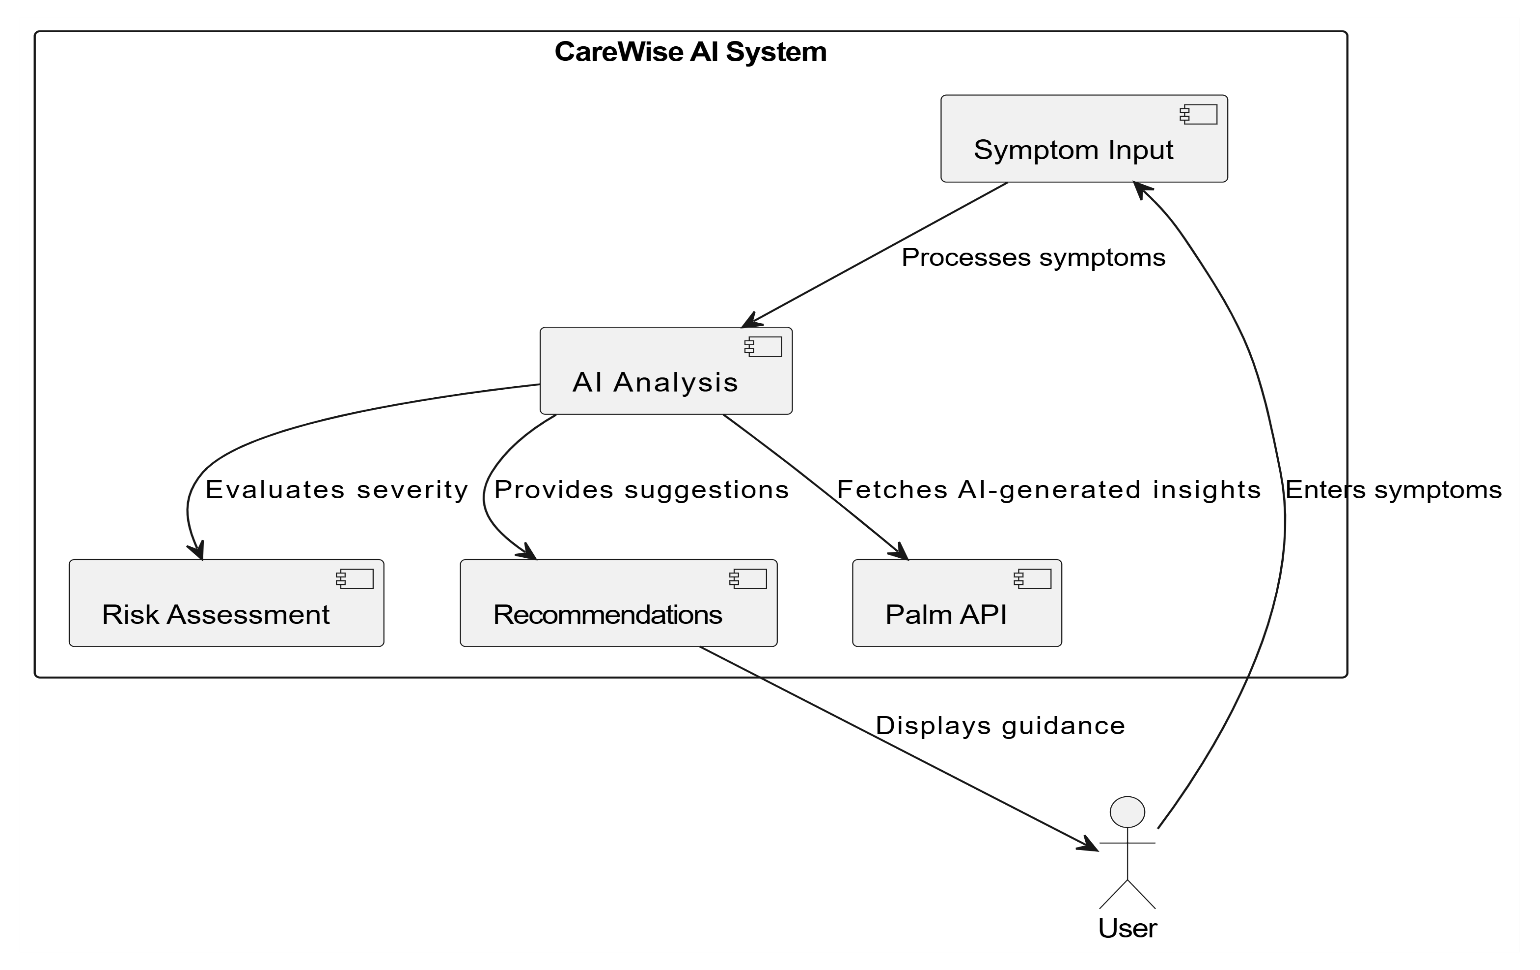 CareWise AI System
Symptom Input
Processes symptoms
AI Analysis
Evaluates severity
Provides suggestions
Fetches AI-generated insights
Enters symptoms
Risk Assessment
Recommendations
Palm API
Displays guidance
User